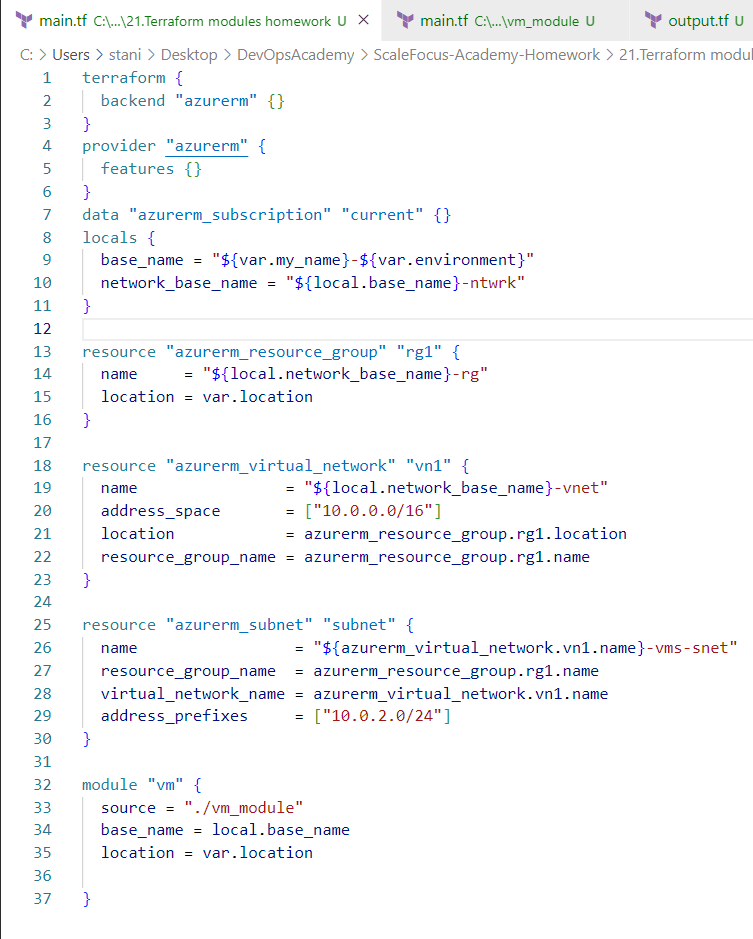 main.tf C:\...\21.Terraform modules homework U × main.tf C:\...\vm_module U output.tf U
C: > Users > stani > Desktop > DevOpsAcademy > ScaleFocus-Academy-Homework > 21.Terraform modul
1 terraform {
2   backend "azurerm" {}
3 }
4 provider "azurerm" {
5   features {}
6 }
7 data "azurerm_subscription" "current" {}
8 locals {
9   base_name = "${var.my_name}-${var.environment}"
10   network_base_name = "${local.base_name}-ntwrk"
11 }
12
13 resource "azurerm_resource_group" "rg1" {
14   name     = "${local.network_base_name}-rg"
15   location = var.location
16 }
17
18 resource "azurerm_virtual_network" "vn1" {
19   name                = "${local.network_base_name}-vnet"
20   address_space       = ["10.0.0.0/16"]
21   location            = azurerm_resource_group.rg1.location
22   resource_group_name = azurerm_resource_group.rg1.name
23 }
24
25 resource "azurerm_subnet" "subnet" {
26   name                 = "${azurerm_virtual_network.vn1.name}-vms-snet"
27   resource_group_name  = azurerm_resource_group.rg1.name
28   virtual_network_name = azurerm_virtual_network.vn1.name
29   address_prefixes     = ["10.0.2.0/24"]
30 }
31
32 module "vm" {
33   source = "./vm_module"
34   base_name = local.base_name
35   location = var.location
36
37 }